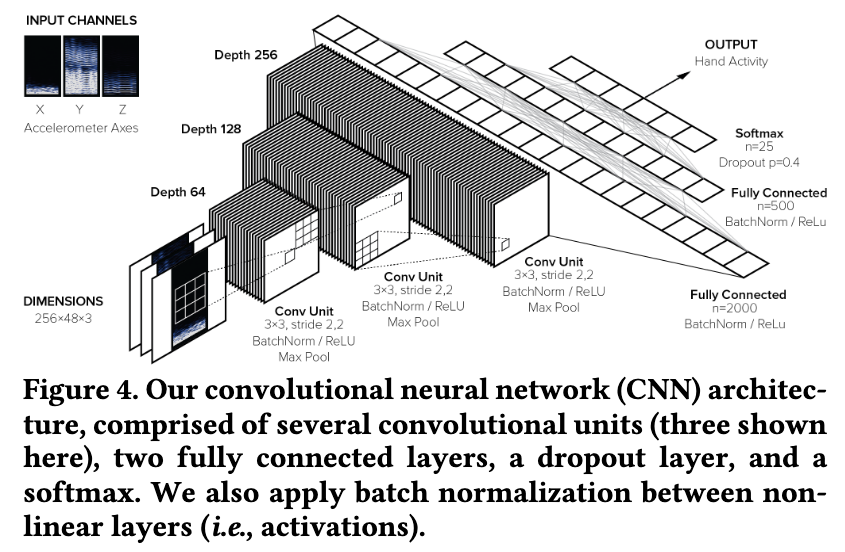 INPUT CHANNELS
X Y Z
Accelerometer Axes
Depth 256
Depth 128
Depth 64
DIMENSIONS
256×48×3
Conv Unit
3×3, stride 2,2
BatchNorm / ReLU
Max Pool
Conv Unit
3×3, stride 2,2
BatchNorm / ReLU
Max Pool
Conv Unit
3×3, stride 2,2
BatchNorm / ReLU
Max Pool
Fully Connected
n=2000
BatchNorm / ReLu
Fully Connected
n=500
BatchNorm / ReLu
Softmax
n=25
Dropout p=0.4
OUTPUT
Hand Activity
Figure 4. Our convolutional neural network (CNN) architec-
ture, comprised of several convolutional units (three shown
here), two fully connected layers, a dropout layer, and a
softmax. We also apply batch normalization between non-
linear layers (i.e., activations).